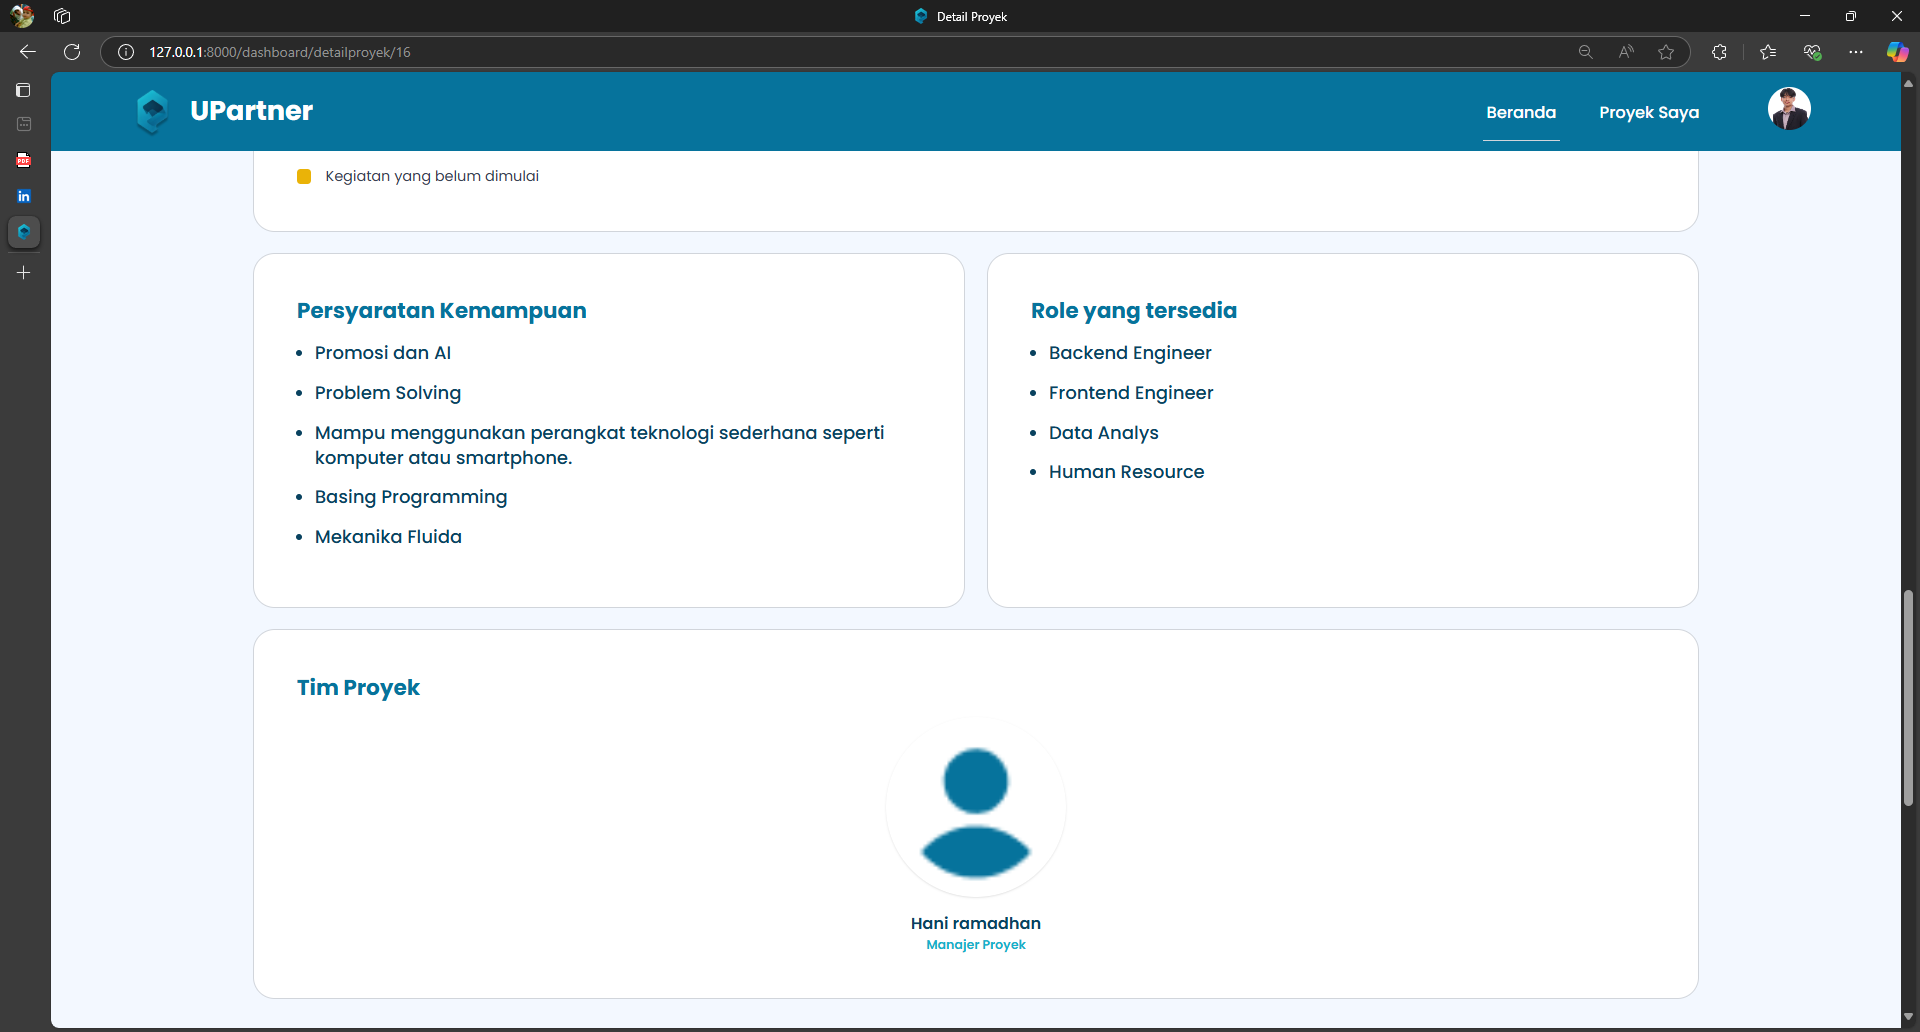 Detail Proyek
127.0.0.1:8000/dashboard/detailproyek/16
UPartner
Beranda
Proyek Saya
Kegiatan yang belum dimulai
Persyaratan Kemampuan
Promosi dan AI
Problem Solving
Mampu menggunakan perangkat teknologi sederhana seperti
komputer atau smartphone.
Basing Programming
Mekanika Fluida
Role yang tersedia
Backend Engineer
Frontend Engineer
Data Analys
Human Resource
Tim Proyek
Hani ramadhan
Manajer Proyek
PDF
in